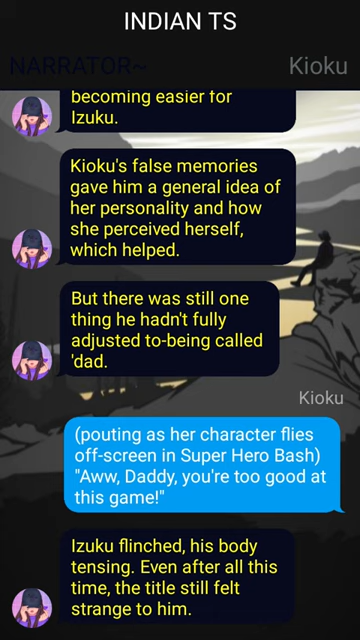 INDIAN TS
NARRATOR~
Kioku
becoming easier for
Izuku.
Kioku's false memories
gave him a general idea of
her personality and how
she perceived herself,
which helped.
But there was still one
thing he hadn't fully
adjusted to-being called
'dad.
Kioku
(pouting as her character flies
off-screen in Super Hero Bash)
"Aww, Daddy, you're too good at
this game!"
Izuku flinched, his body
tensing. Even after all this
time, the title still felt
strange to him.